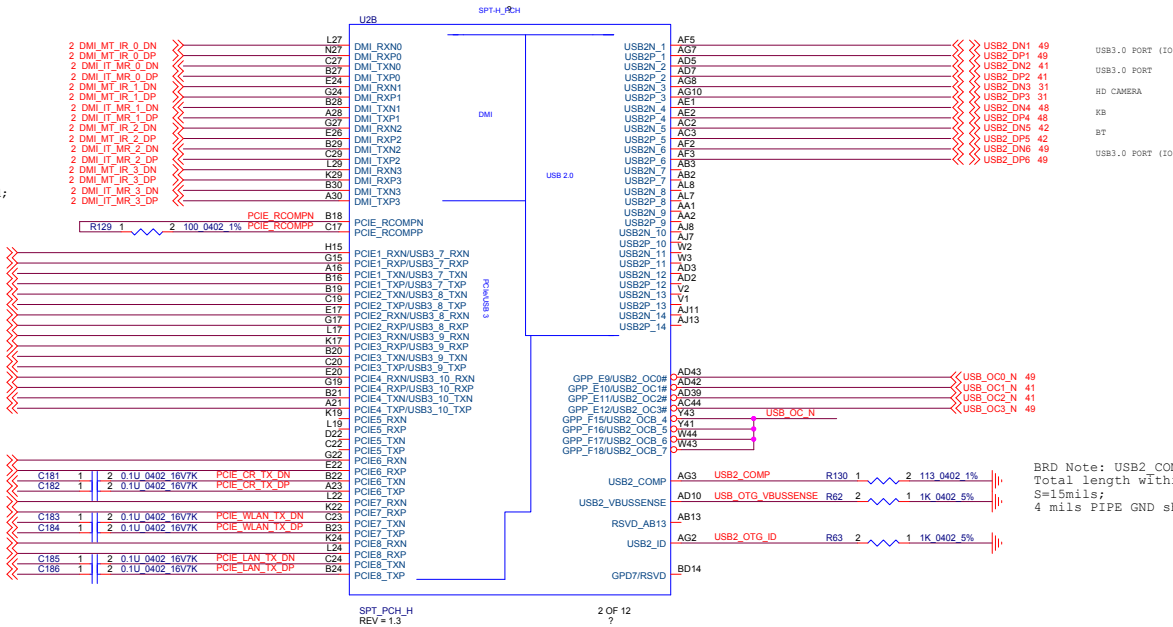 SPT-H_PCH
?
U2B
2 DMI_MT_IR_0_DN L27 DMI_RXN0
2 DMI_MT_IR_0_DP N27 DMI_RXP0
2 DMI_IT_MR_0_DN C27 DMI_TXN0
2 DMI_IT_MR_0_DP B27 DMI_TXP0
2 DMI_MT_IR_1_DN E24 DMI_RXN1
2 DMI_MT_IR_1_DP G24 DMI_RXP1
2 DMI_IT_MR_1_DN B28 DMI_TXN1
2 DMI_IT_MR_1_DP A28 DMI_TXP1
2 DMI_MT_IR_2_DN G27 DMI_RXN2
2 DMI_MT_IR_2_DP E26 DMI_RXP2
2 DMI_IT_MR_2_DN B29 DMI_TXN2
2 DMI_IT_MR_2_DP C29 DMI_TXP2
2 DMI_MT_IR_3_DN L29 DMI_RXN3
2 DMI_MT_IR_3_DP K29 DMI_RXP3
2 DMI_IT_MR_3_DN B30 DMI_TXN3
2 DMI_IT_MR_3_DP A30 DMI_TXP3
;
PCIE_RCOMPN B18 PCIE_RCOMPN
R129 1 2 100_0402_1% PCIE_RCOMPP C17 PCIE_RCOMPP
H15 PCIE1_RXN/USB3_7_RXN
G15 PCIE1_RXP/USB3_7_RXP
A16 PCIE1_TXN/USB3_7_TXN
B16 PCIE1_TXP/USB3_7_TXP
B19 PCIE2_TXN/USB3_8_TXN
C19 PCIE2_TXP/USB3_8_TXP
E17 PCIE2_RXN/USB3_8_RXN
G17 PCIE2_RXP/USB3_8_RXP
L17 PCIE3_RXN/USB3_9_RXN
K17 PCIE3_RXP/USB3_9_RXP
B20 PCIE3_TXN/USB3_9_TXN
C20 PCIE3_TXP/USB3_9_TXP
E20 PCIE4_RXN/USB3_10_RXN
G19 PCIE4_RXP/USB3_10_RXP
B21 PCIE4_TXN/USB3_10_TXN
A21 PCIE4_TXP/USB3_10_TXP
K19 PCIE5_RXN
L19 PCIE5_RXP
D22 PCIE5_TXN
C22 PCIE5_TXP
G22 PCIE6_RXN
E22 PCIE6_RXP
C181 1 2 0.1U_0402_16V7K PCIE_CR_TX_DN B22 PCIE6_TXN
C182 1 2 0.1U_0402_16V7K PCIE_CR_TX_DP A23 PCIE6_TXP
L22 PCIE7_RXN
K22 PCIE7_RXP
C183 1 2 0.1U_0402_16V7K PCIE_WLAN_TX_DN C23 PCIE7_TXN
C184 1 2 0.1U_0402_16V7K PCIE_WLAN_TX_DP B23 PCIE7_TXP
K24 PCIE8_RXN
L24 PCIE8_RXP
C185 1 2 0.1U_0402_16V7K PCIE_LAN_TX_DN C24 PCIE8_TXN
C186 1 2 0.1U_0402_16V7K PCIE_LAN_TX_DP B24 PCIE8_TXP
DMI
USB 2.0
PCIe/USB 3
USB2N_1 AF5 USB2_DN1 49 USB3.0 PORT (IO
USB2P_1 AG7 USB2_DP1 49
USB2N_2 AD5 USB2_DN2 41 USB3.0 PORT
USB2P_2 AD7 USB2_DP2 41
USB2N_3 AG8 USB2_DN3 31 HD CAMERA
USB2P_3 AG10 USB2_DP3 31
USB2N_4 AE1 USB2_DN4 48 KB
USB2P_4 AE2 USB2_DP4 48
USB2N_5 AC2 USB2_DN5 42 BT
USB2P_5 AC3 USB2_DP5 42
USB2N_6 AF2 USB2_DN6 49 USB3.0 PORT (IO
USB2P_6 AF3 USB2_DP6 49
USB2N_7 AB3
USB2P_7 AB2
USB2N_8 AL8
USB2P_8 AL7
USB2N_9 AA1
USB2P_9 AA2
USB2N_10 AJ8
USB2P_10 AJ7
USB2N_11 W2
USB2P_11 W3
USB2N_12 AD3
USB2P_12 AD2
USB2N_13 V2
USB2P_13 V1
USB2N_14 AJ11
USB2P_14 AJ13
GPP_E9/USB2_OC0# AD43 USB_OC0_N 49
GPP_E10/USB2_OC1# AD42 USB_OC1_N 41
GPP_E11/USB2_OC2# AD39 USB_OC2_N 41
GPP_E12/USB2_OC3# AC44 USB_OC3_N 49
GPP_F15/USB2_OCB_4 Y43 USB_OC_N
GPP_F16/USB2_OCB_5 Y41
GPP_F17/USB2_OCB_6 W44
GPP_F18/USB2_OCB_7 W43
USB2_COMP AG3 USB2_COMP R130 1 2 113_0402_1%
USB2_VBUSSENSE AD10 USB_OTG_VBUSSENSE R62 2 1 1K_0402_5%
RSVD_AB13 AB13
USB2_ID AG2 USB2_OTG_ID R63 2 1 1K_0402_5%
GPD7/RSVD BD14
BRD Note: USB2_CO
Total length with
S=15mils;
4 mils PIPE GND s
SPT_PCH_H
REV = 1.3
2 OF 12
?